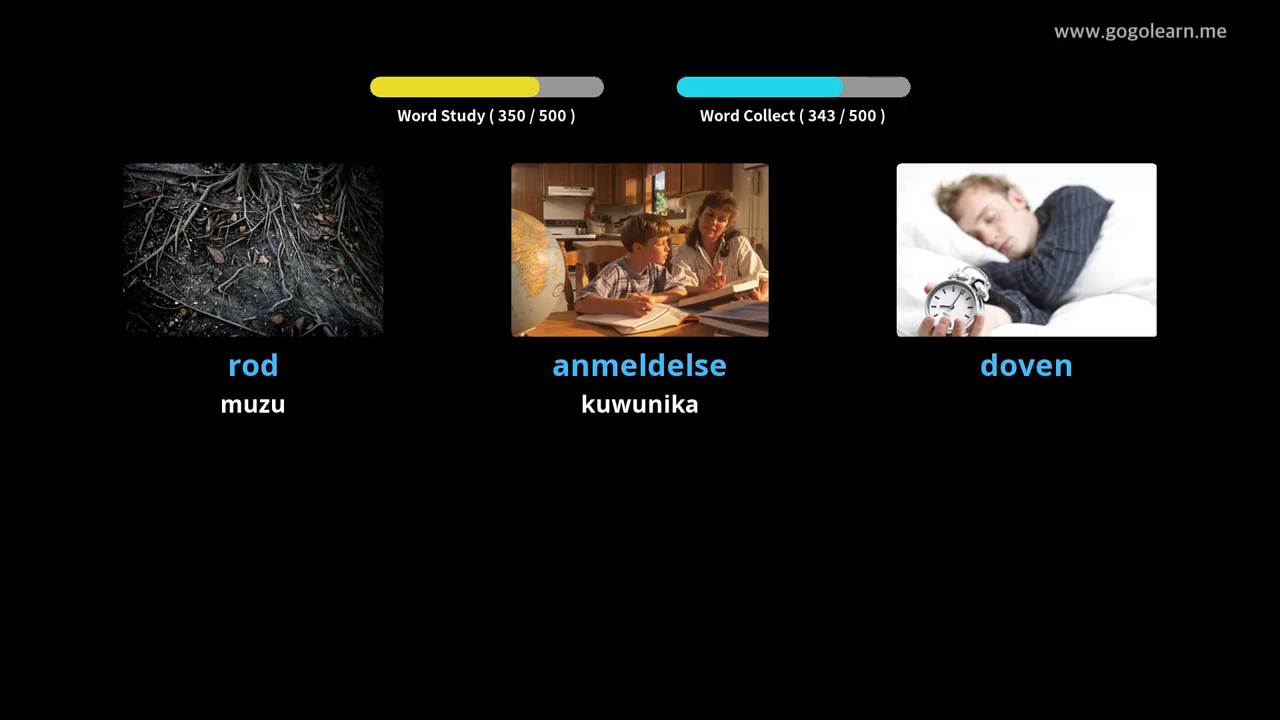 www.gogolearn.me
Word Study ( 350 / 500 )
Word Collect ( 343 / 500 )
rod
anmeldelse
doven
muzu
kuwunika